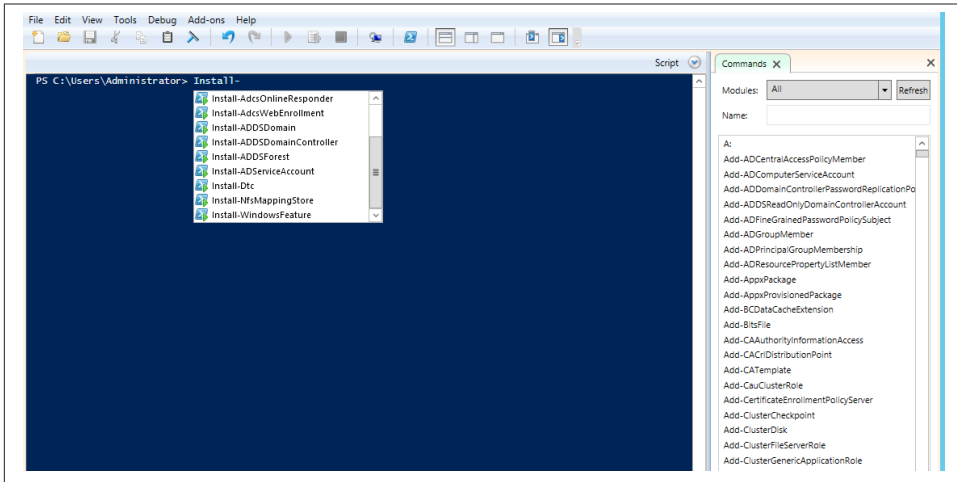 File Edit View Tools Debug Add-ons Help
Script
PS C:\Users\Administrator> Install-
Install-AdcsOnlineResponder
Install-AdcsWebEnrollment
Install-ADDSDomain
Install-ADDSDomainController
Install-ADDSForest
Install-ADServiceAccount
Install-Dtc
Install-NfsMappingStore
Install-WindowsFeature
Commands
Modules: All Refresh
Name:
A:
Add-ADCentralAccessPolicyMember
Add-ADComputerServiceAccount
Add-ADDomainControllerPasswordReplicationPo
Add-ADDSReadOnlyDomainControllerAccount
Add-ADFineGrainedPasswordPolicySubject
Add-ADGroupMember
Add-ADPrincipalGroupMembership
Add-ADResourcePropertyListMember
Add-AppxPackage
Add-AppxProvisionedPackage
Add-BCDataCacheExtension
Add-BitsFile
Add-CAAuthorityInformationAccess
Add-CACrlDistributionPoint
Add-CATemplate
Add-CauClusterRole
Add-CertificateEnrollmentPolicyServer
Add-ClusterCheckpoint
Add-ClusterDisk
Add-ClusterFileServerRole
Add-ClusterGenericApplicationRole